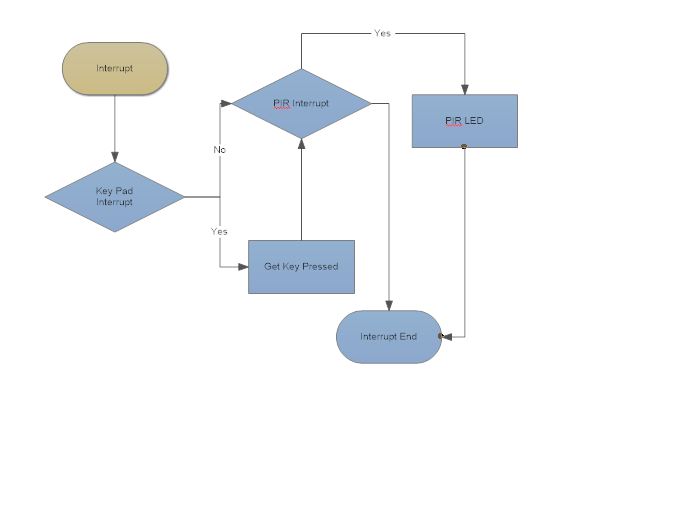 Yes
Interrupt
PIR Interrupt
PIR LED
No
Key Pad
Interrupt
Yes
Get Key Pressed
Interrupt End